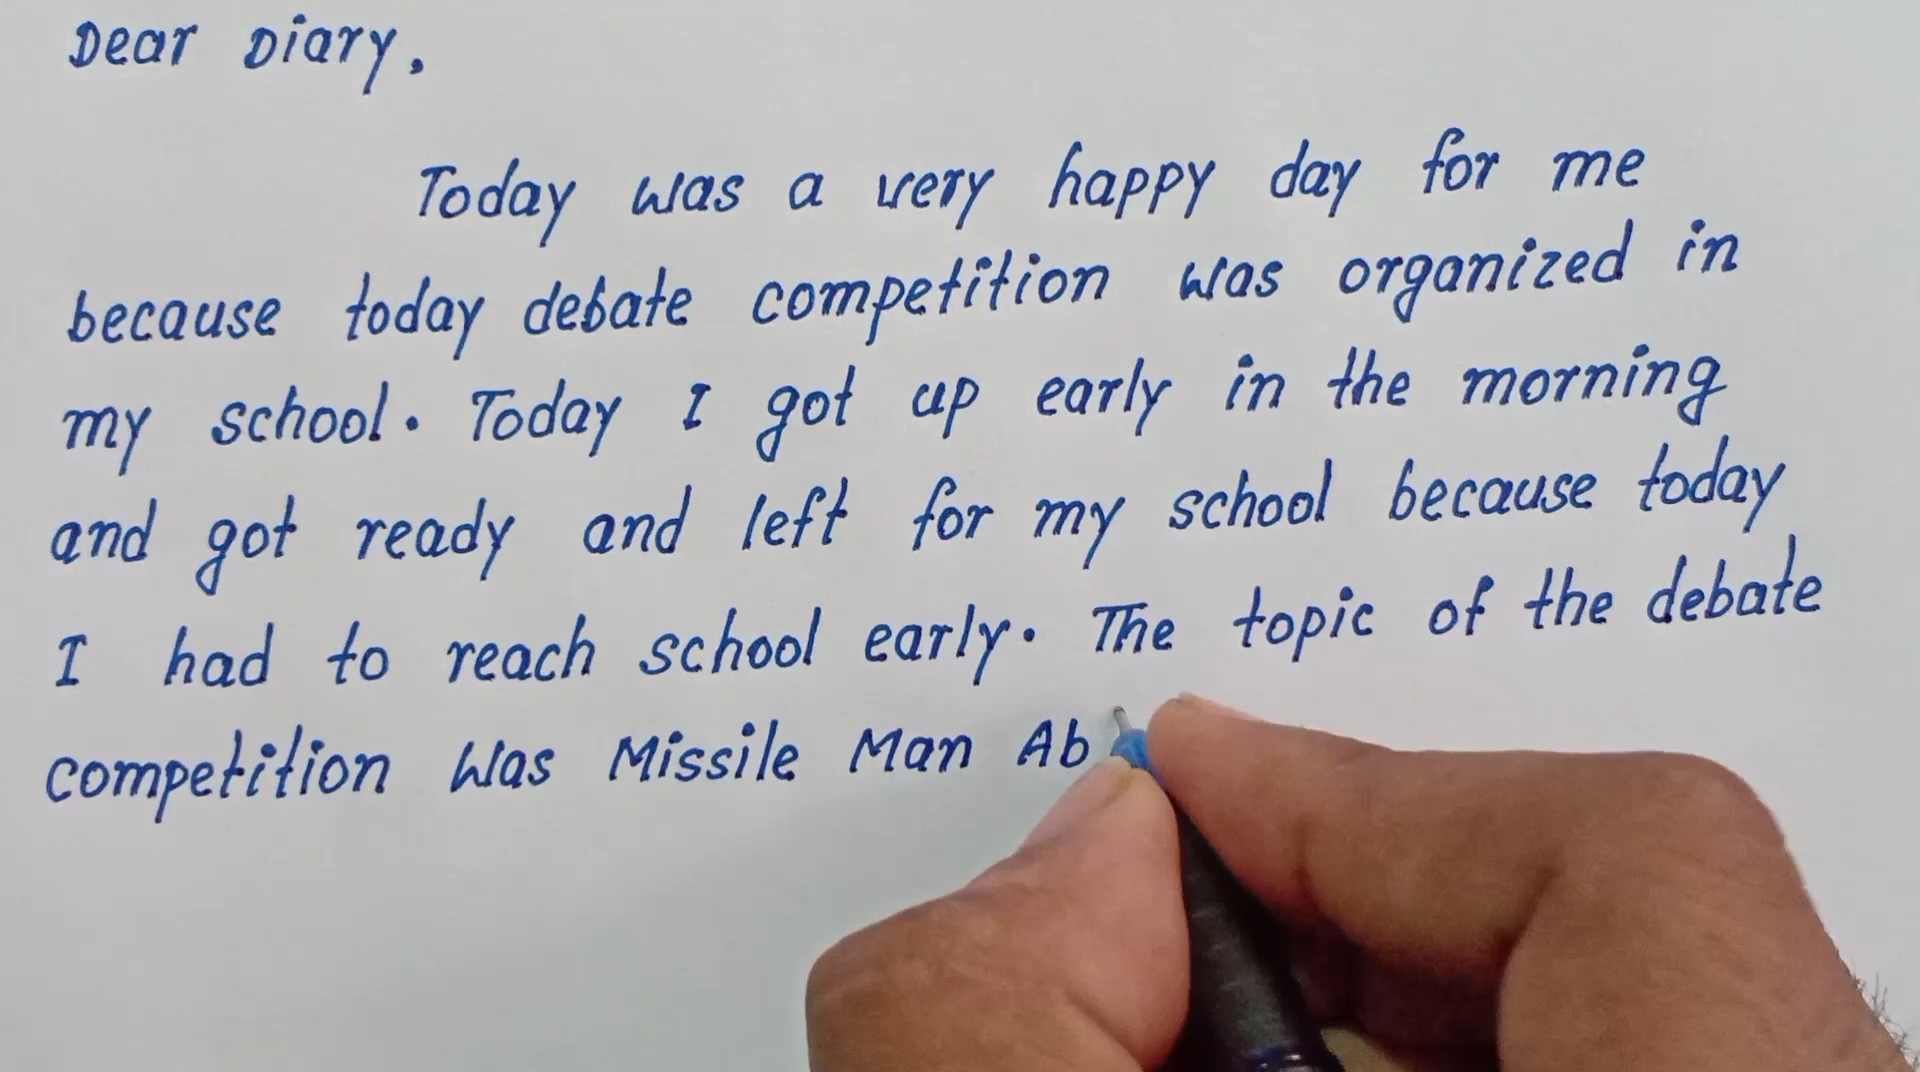 Dear Diary,
Today was a very happy day for me
because today debate competition was organized in
my school. Today I got up early in the morning
and got ready and left for my school because today
I had to reach school early. The topic of the debate
competition was Missile Man Ab